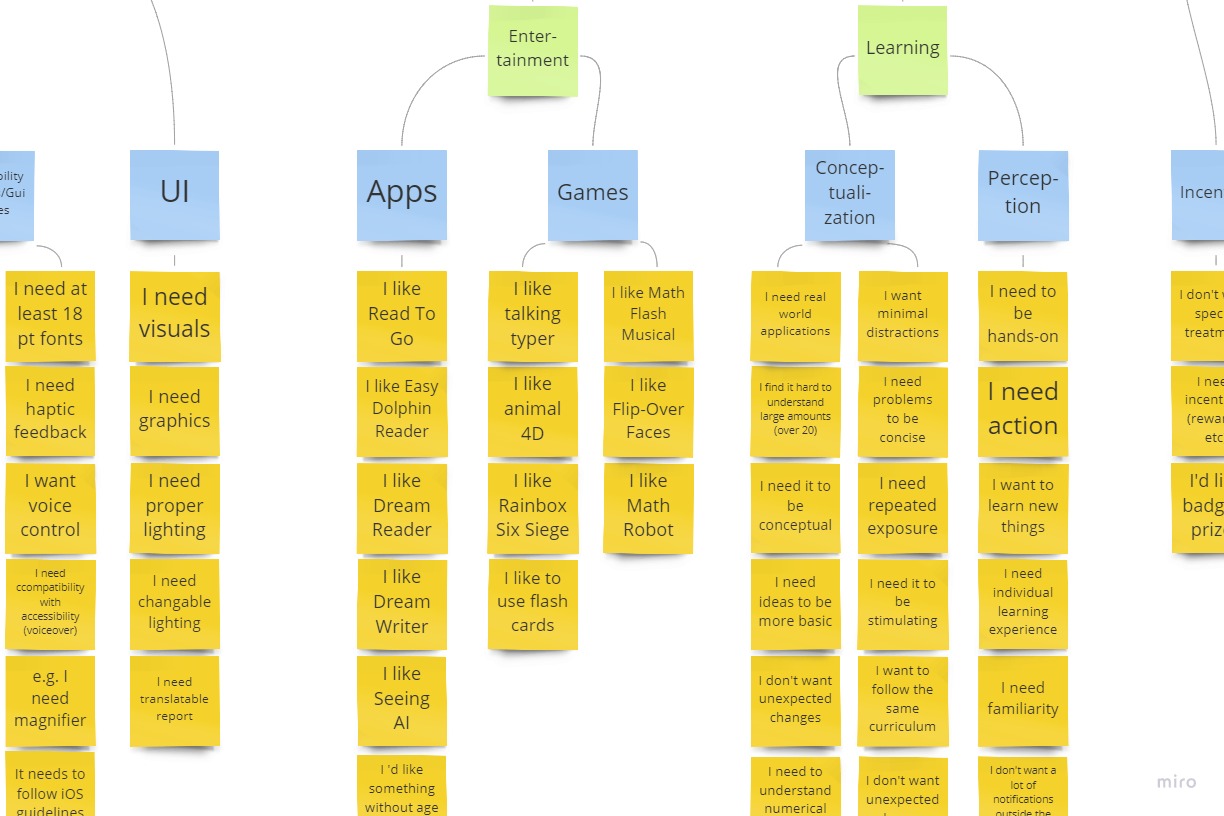 Enter-
tainment
Learning
bility
s/Gui
es
UI
Apps
Games
Concep-
tuali-
zation
Percep-
tion
Incen
I need at
least 18
pt fonts
I need
haptic
feedback
I want
voice
control
I need
ccompatibility
with
accessibility
(voiceover)
e.g. I
need
magnifier
It needs to
follow iOS
guidelines
I need
visuals
I need
graphics
I need
proper
lighting
I need
changable
lighting
I need
translatable
report
I like
Read To
Go
I like Easy
Dolphin
Reader
I like
Dream
Reader
I like
Dream
Writer
I like
Seeing
AI
I 'd like
something
without age
I like
talking
typer
I like
animal
4D
I like
Rainbox
Six Siege
I like to
use flash
cards
I like Math
Flash
Musical
I like
Flip-Over
Faces
I like
Math
Robot
I need real
world
applications
I find it hard to
understand
large amounts
(over 20)
I need it to
be
conceptual
I need
ideas to be
more basic
I don't want
unexpected
changes
I need to
understand
numerical
I want
minimal
distractions
I need
problems
to be
concise
I need
repeated
exposure
I need it to
be
stimulating
I want to
follow the
same
curriculum
I don't want
unexpected
I need to
be
hands-on
I need
action
I want to
learn new
things
I need
individual
learning
experience
I need
familiarity
I don't want a
lot of
notifications
outside the
I don't w
spec
treatm
I nee
incent
(rewar
etc
I'd li
badg
priz
miro